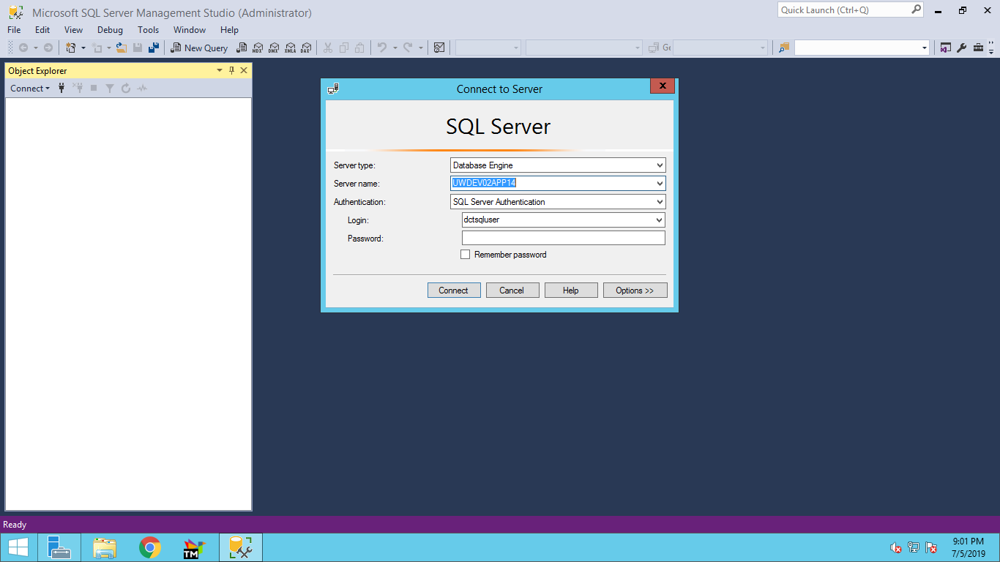 Microsoft SQL Server Management Studio (Administrator)
Quick Launch (Ctrl+Q)
File Edit View Debug Tools Window Help
New Query MDX DMX XMLA DAX
Object Explorer
Connect
Connect to Server
SQL Server
Server type: Database Engine
Server name: UWDEV02APP14
Authentication: SQL Server Authentication
Login: dctsqluser
Password:
Remember password
Connect Cancel Help Options >>
Ready
TM
9:01 PM
7/5/2019